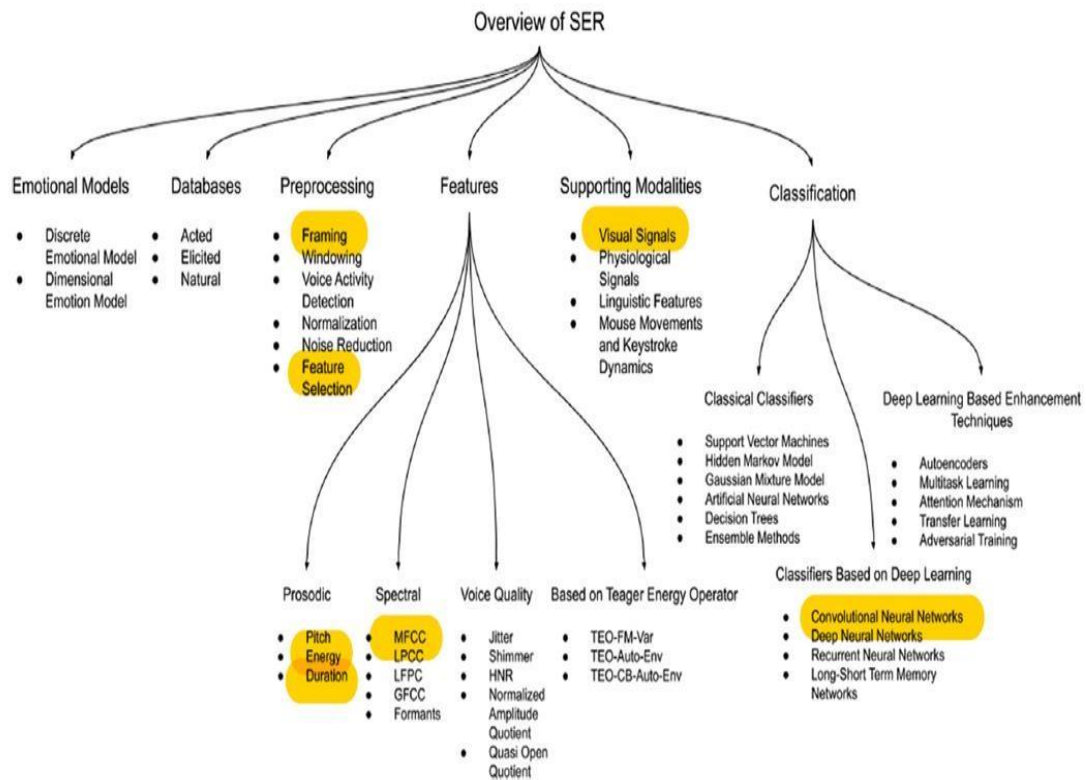 Overview of SER
Emotional Models
• Discrete
Emotional Model
• Dimensional
Emotion Model
Databases
• Acted
• Elicited
• Natural
Preprocessing
• Framing
• Windowing
• Voice Activity
Detection
• Normalization
• Noise Reduction
• Feature
Selection
Features
Supporting Modalities
• Visual Signals
• Physiological
Signals
• Linguistic Features
• Mouse Movements
and Keystroke
Dynamics
Classification
Classical Classifiers
• Support Vector Machines
• Hidden Markov Model
• Gaussian Mixture Model
• Artificial Neural Networks
• Decision Trees
• Ensemble Methods
Deep Learning Based Enhancement
Techniques
• Autoencoders
• Multitask Learning
• Attention Mechanism
• Transfer Learning
• Adversarial Training
Prosodic
• Pitch
• Energy
• Duration
Spectral
• MFCC
• LPCC
• LFPC
• GFCC
• Formants
Voice Quality
• Jitter
• Shimmer
• HNR
• Normalized
Amplitude
Quotient
• Quasi Open
Quotient
Based on Teager Energy Operator
• TEO-FM-Var
• TEO-Auto-Env
• TEO-CB-Auto-Env
Classifiers Based on Deep Learning
• Convolutional Neural Networks
• Deep Neural Networks
• Recurrent Neural Networks
• Long-Short Term Memory
Networks